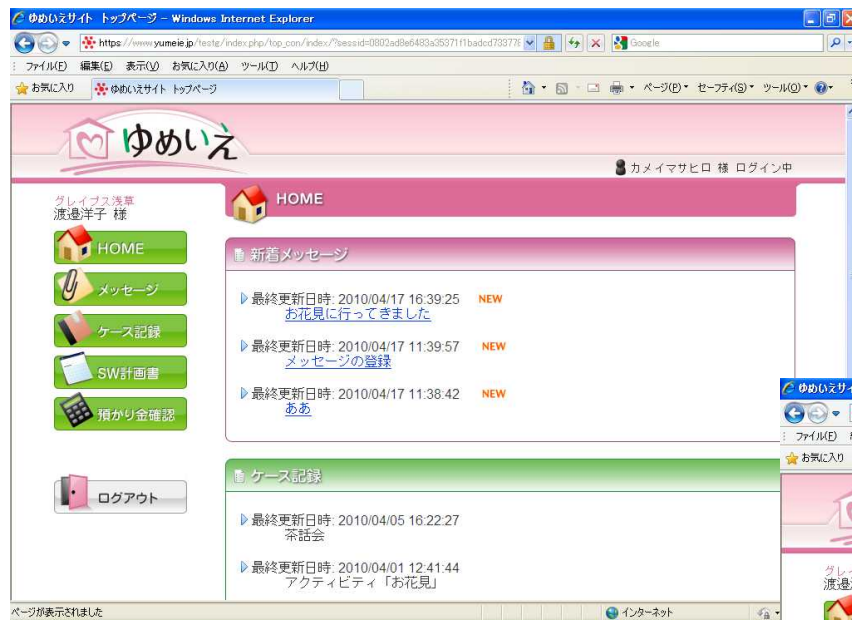 ゆめいえサイト トップページ - Windows Internet Explorer
https://www.yumeie.jp/
Google
ファイル(F) 編集(E) 表示(V) お気に入り(A) ツール(T) ヘルプ(H)
お気に入り ゆめいえサイト トップページ ページ(P) セーフティ(S) ツール(O)
ゆめいえ
カメイマサヒロ 様 ログイン中
グレイプス浅草
渡邉洋子 様
HOME
HOME
メッセージ
ケース記録
SW計画書
預かり金確認
ログアウト
新着メッセージ
最終更新日時: 2010/04/17 16:39:25 NEW
お花見に行ってきました
最終更新日時: 2010/04/17 11:39:57 NEW
メッセージの登録
最終更新日時: 2010/04/17 11:38:42 NEW
ああ
ケース記録
最終更新日時: 2010/04/05 16:22:27
茶話会
最終更新日時: 2010/04/01 12:41:44
アクティビティ「お花見」
ページが表示されました インターネット
ゆめいえサイ
ファイル(F)
お気に入り
グレイ
渡邉